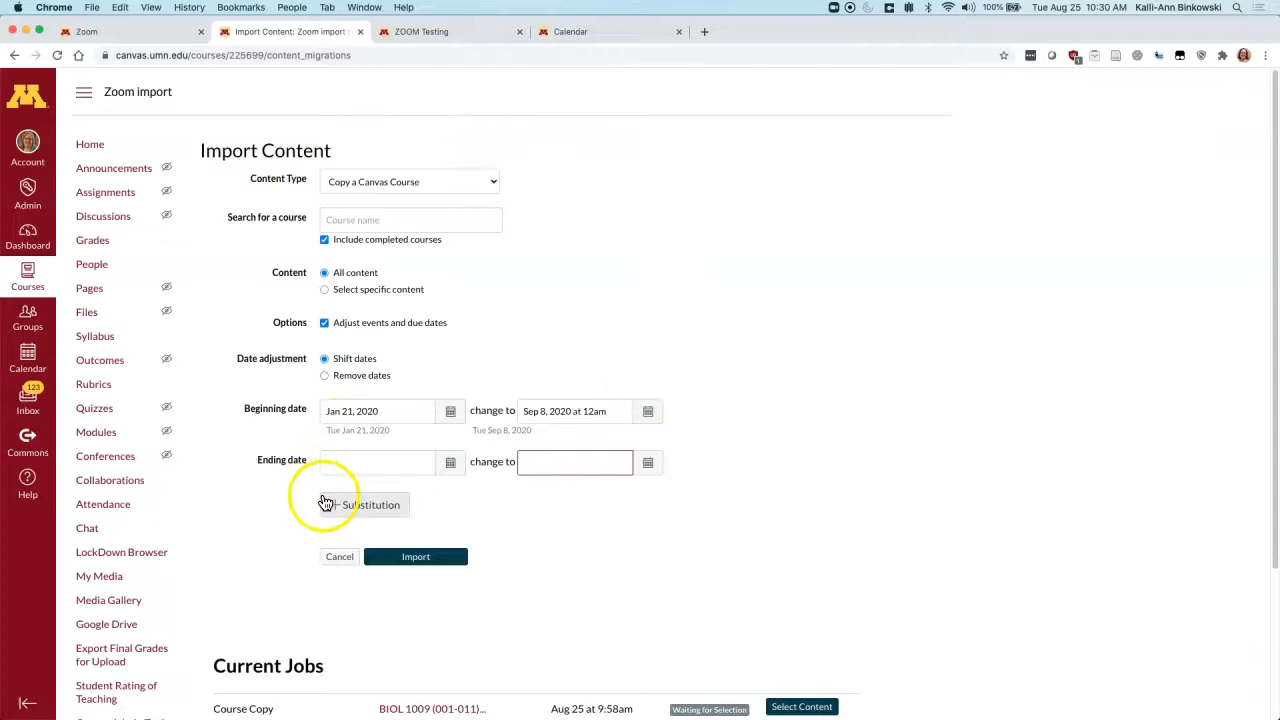 Chrome File Edit View History Bookmarks People Tab Window Help 100% Tue Aug 25 10:30 AM Kalli-Ann Binkowski
Zoom Import Content: Zoom import ZOOM Testing Calendar
canvas.umn.edu/courses/225699/content_migrations
Zoom import
Account
Admin
Dashboard
Courses
Groups
Calendar
123
Inbox
Commons
Help
Home
Announcements
Assignments
Discussions
Grades
People
Pages
Files
Syllabus
Outcomes
Rubrics
Quizzes
Modules
Conferences
Collaborations
Attendance
Chat
LockDown Browser
My Media
Media Gallery
Google Drive
Export Final Grades
for Upload
Student Rating of
Teaching
Import Content
Content Type Copy a Canvas Course
Search for a course Course name
Include completed courses
Content All content
Select specific content
Options Adjust events and due dates
Date adjustment Shift dates
Remove dates
Beginning date Jan 21, 2020 change to Sep 8, 2020 at 12am
Tue Jan 21, 2020 Tue Sep 8, 2020
Ending date change to
+ Substitution
Cancel Import
Current Jobs
Course Copy BIOL 1009 (001-011)... Aug 25 at 9:58am Waiting for Selection Select Content